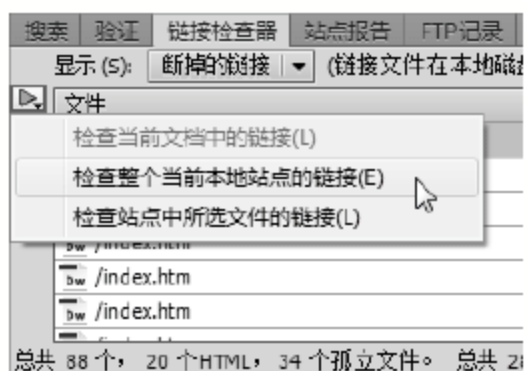 搜索 验证 链接检查器 站点报告 FTP记录
显示(S): 断掉的链接 (链接文件在本地磁
文件
检查当前文档中的链接(L)
检查整个当前本地站点的链接(E)
检查站点中所选文件的链接(L)
/index.htm
/index.htm
/index.htm
总共 88 个, 20 个HTML, 34 个孤立文件。 总共 2